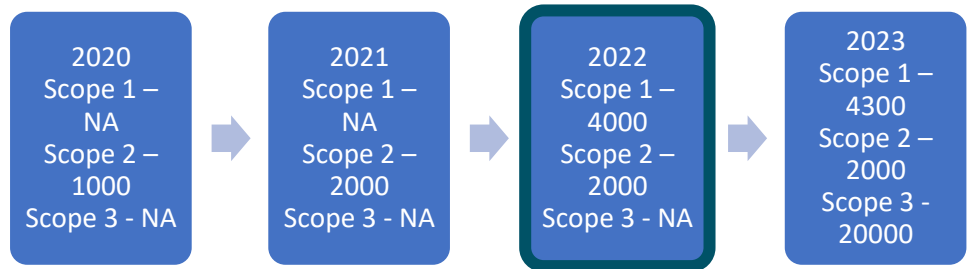 2020
Scope 1 –
NA
Scope 2 –
1000
Scope 3 - NA
2021
Scope 1 –
NA
Scope 2 –
2000
Scope 3 - NA
2022
Scope 1 –
4000
Scope 2 –
2000
Scope 3 - NA
2023
Scope 1 –
4300
Scope 2 –
2000
Scope 3 -
20000